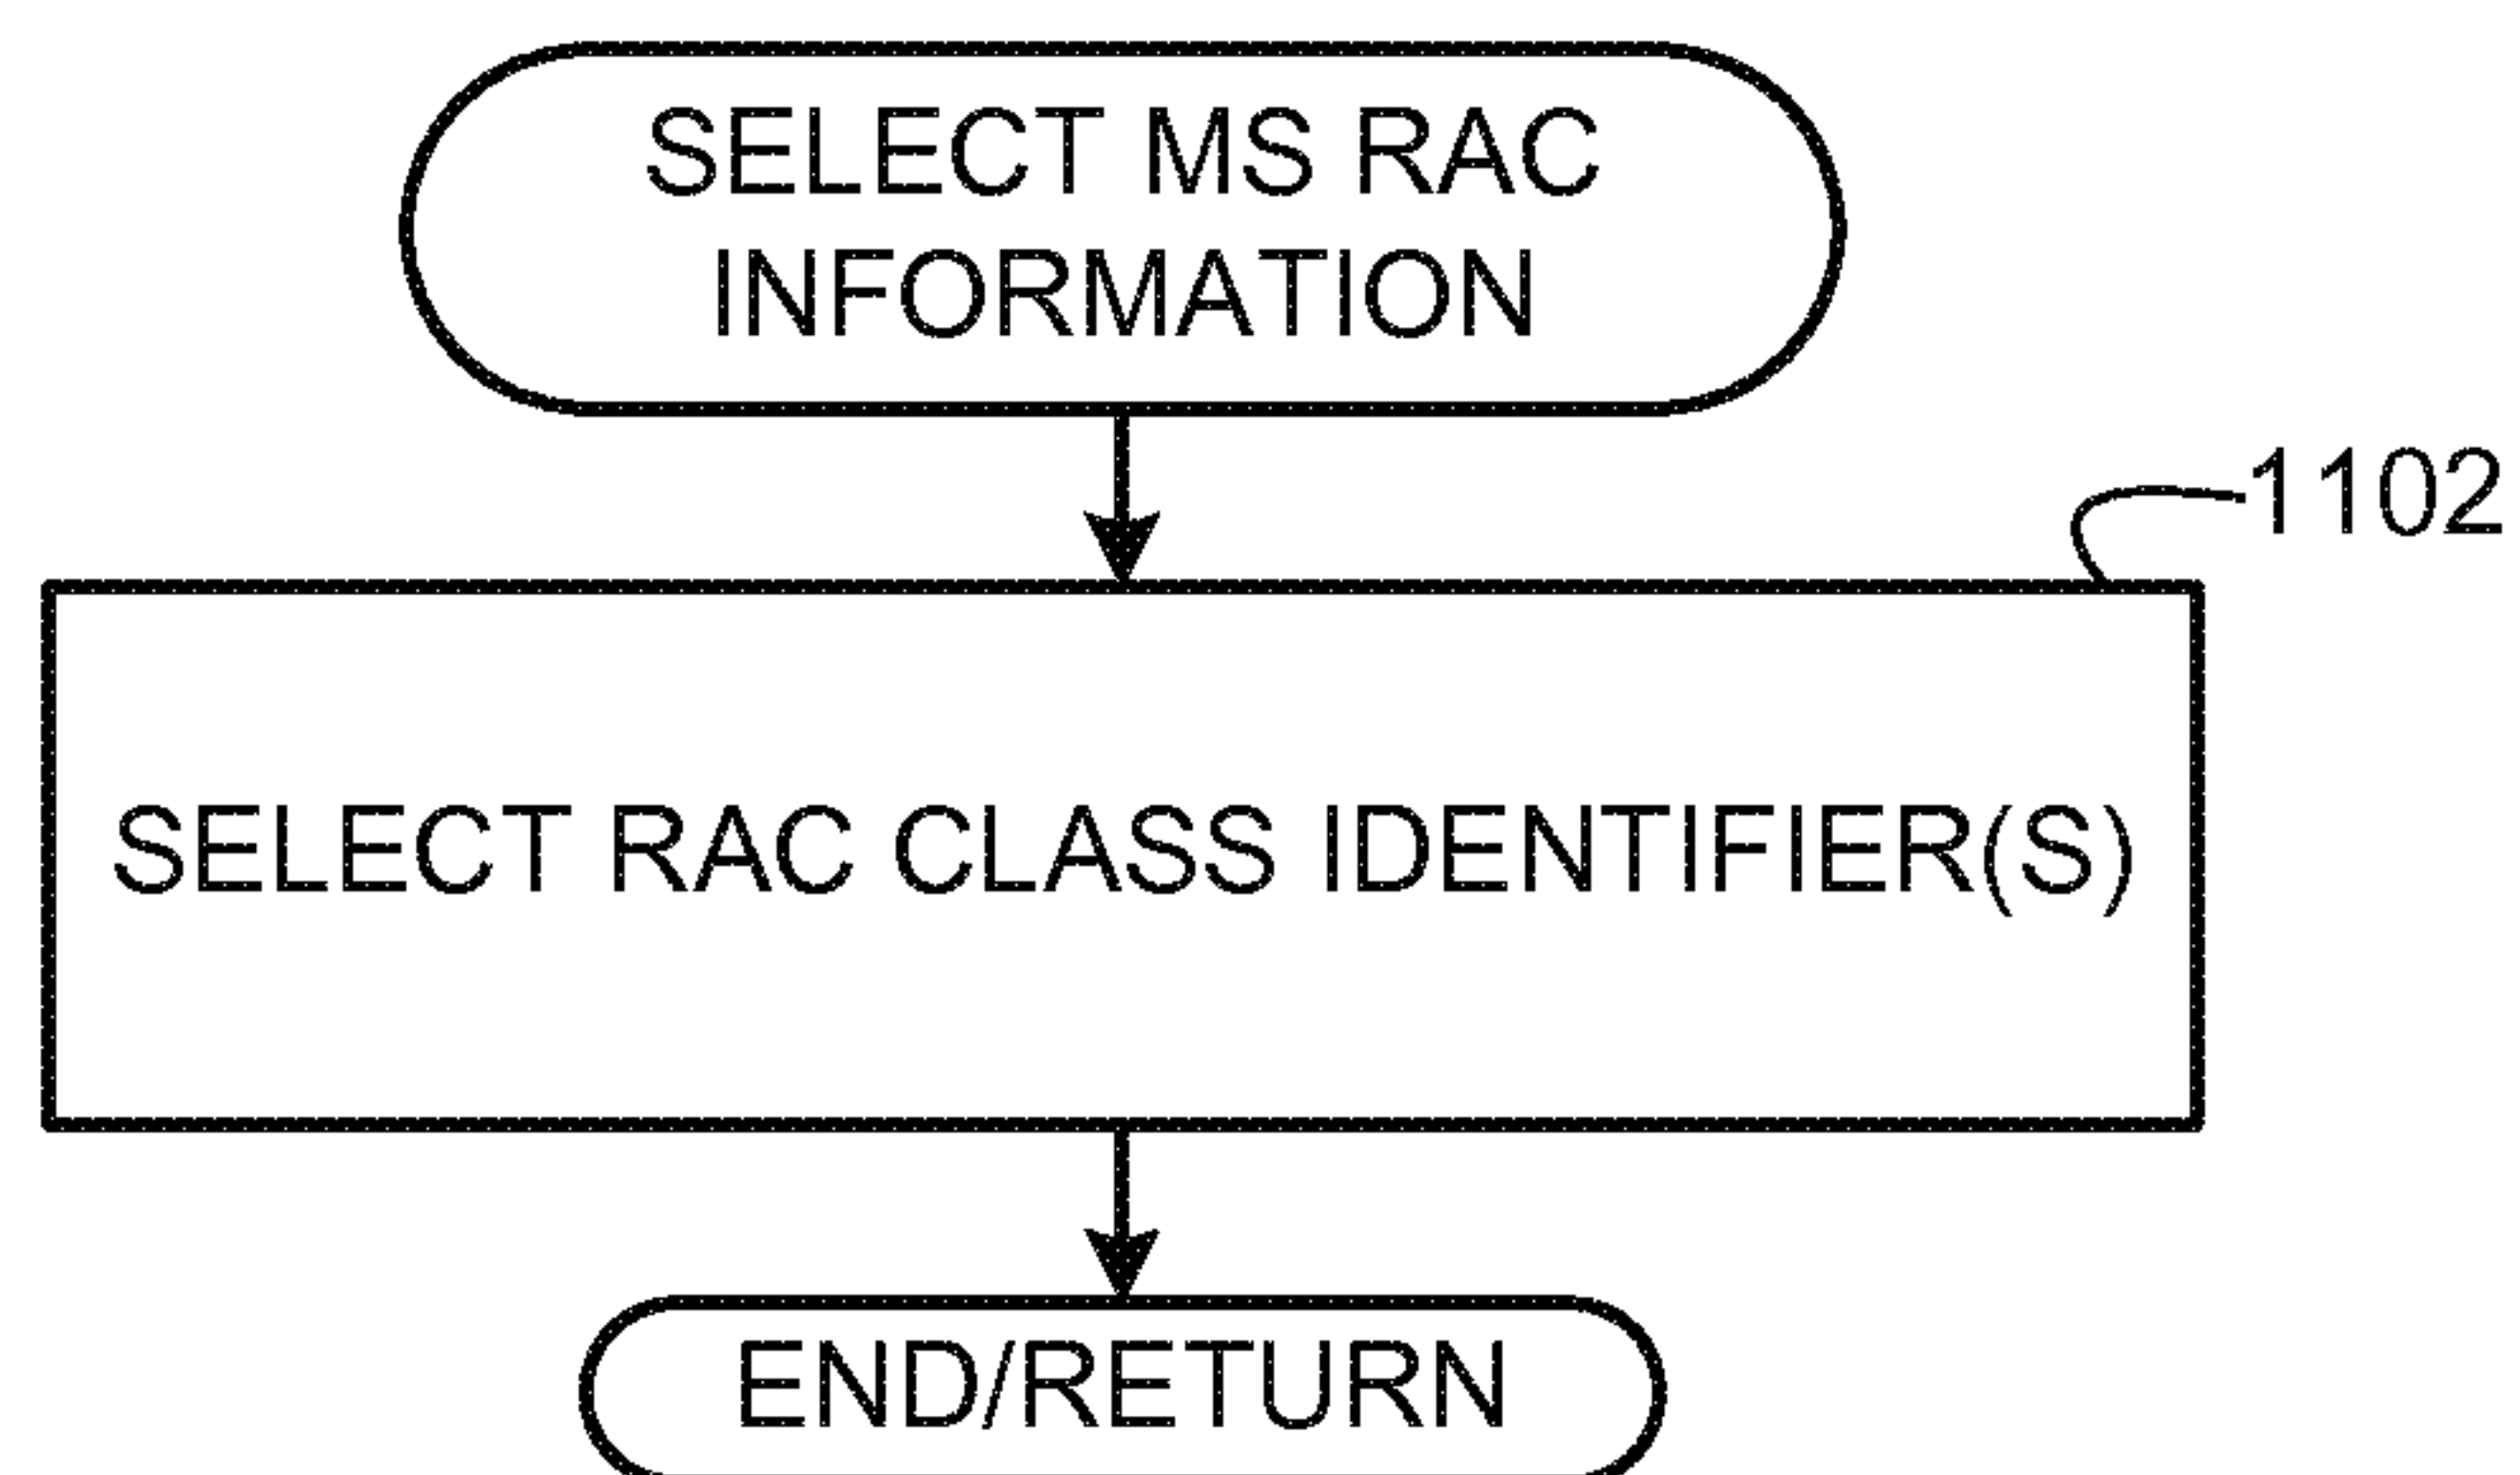 SELECT MS RAC
INFORMATION
1102
SELECT RAC CLASS IDENTIFIER(S)
END/RETURN